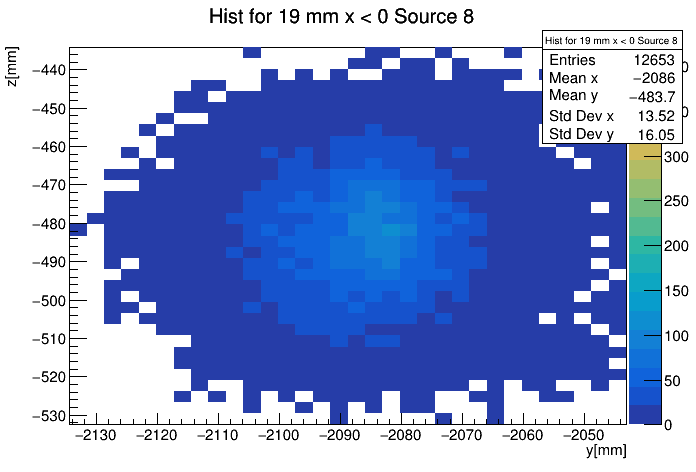 Hist for 19 mm x < 0 Source 8
z[mm]
Hist for 19 mm x < 0 Source 8
Entries 12653
Mean x −2086
Mean y −483.7
Std Dev x 13.52
Std Dev y 16.05
−440
−450
−460
−470
−480
−490
−500
−510
−520
−530
300
250
200
150
100
50
0
−2130 −2120 −2110 −2100 −2090 −2080 −2070 −2060 −2050
y[mm]